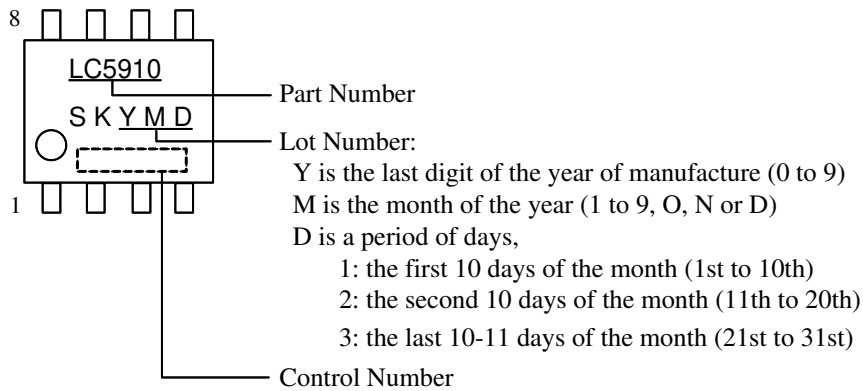 8
LC5910
Part Number
S K Y M D
Lot Number:
Y is the last digit of the year of manufacture (0 to 9)
M is the month of the year (1 to 9, O, N or D)
1
D is a period of days,
1: the first 10 days of the month (1st to 10th)
2: the second 10 days of the month (11th to 20th)
3: the last 10-11 days of the month (21st to 31st)
Control Number